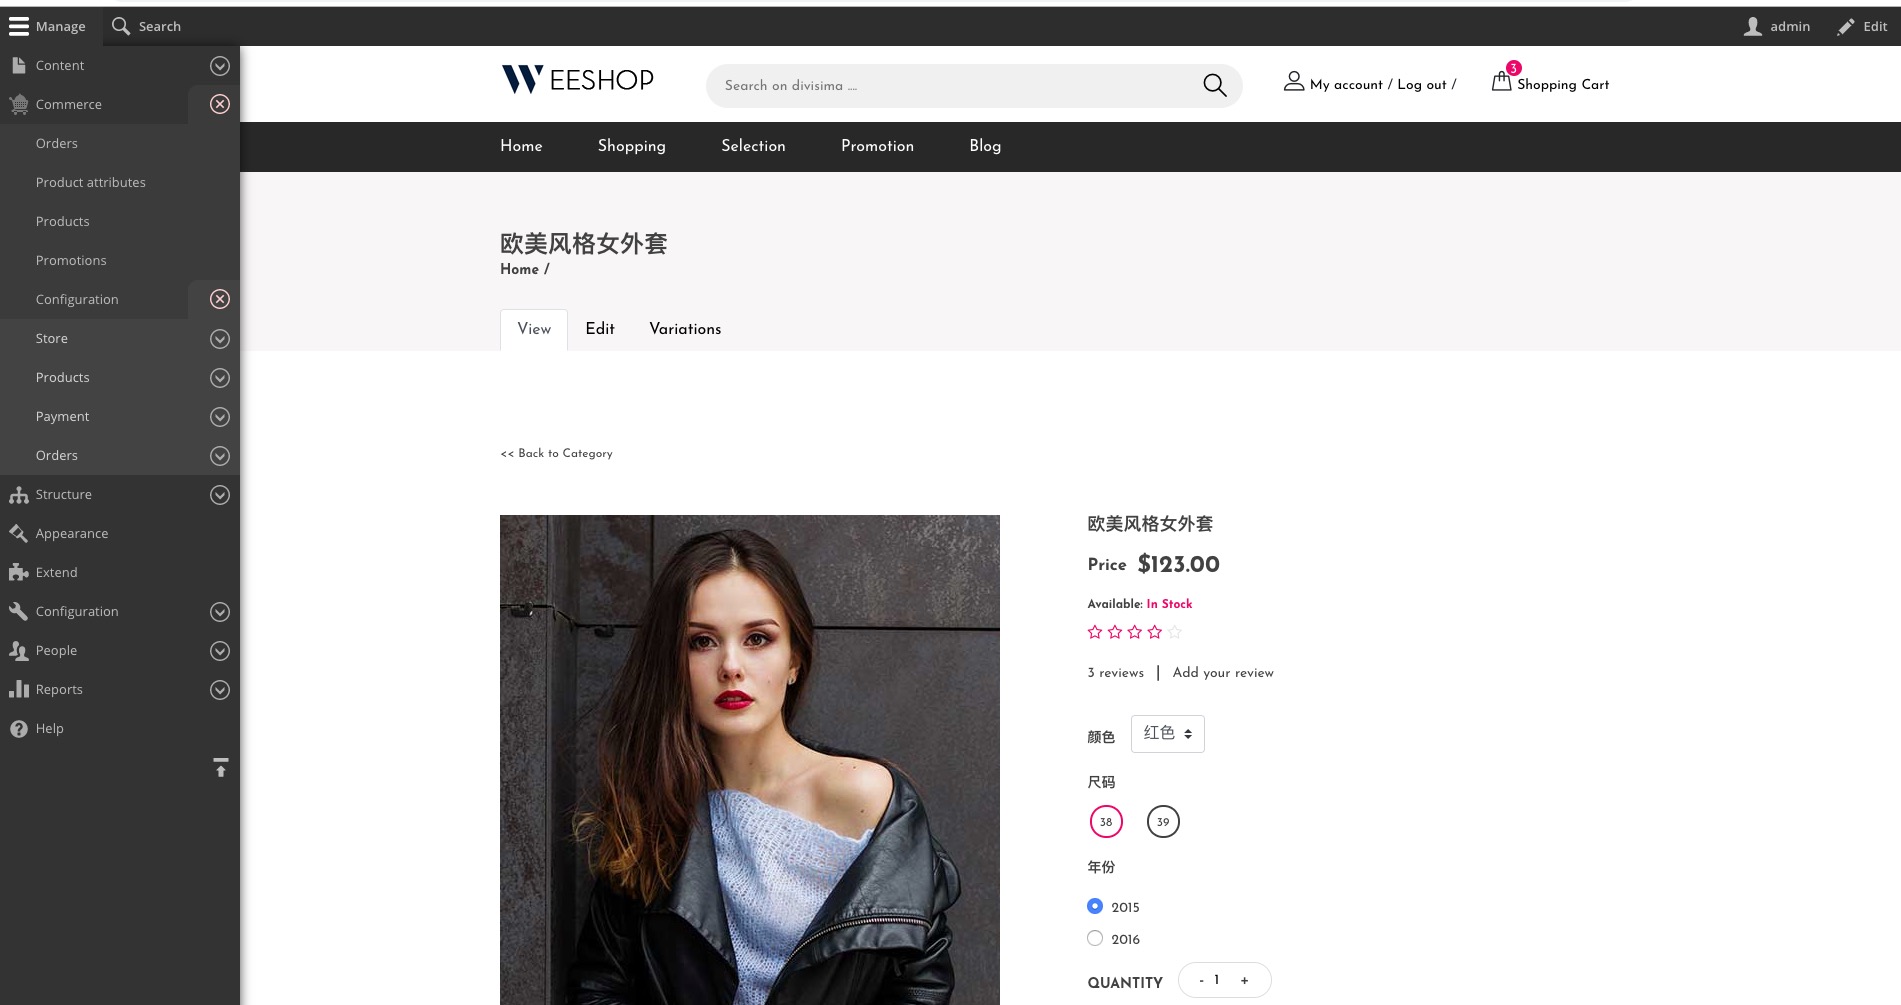 Manage Search admin Edit
Content
Commerce
Orders
Product attributes
Products
Promotions
Configuration
Store
Products
Payment
Orders
Structure
Appearance
Extend
Configuration
People
Reports
Help
WEESHOP
Search on divisima ....
My account / Log out /
3
Shopping Cart
Home Shopping Selection Promotion Blog
欧美风格女外套
Home /
View Edit Variations
<< Back to Category
欧美风格女外套
Price $123.00
Available: In Stock
3 reviews | Add your review
颜色 红色
尺码
38 39
年份
2015
2016
QUANTITY - 1 +